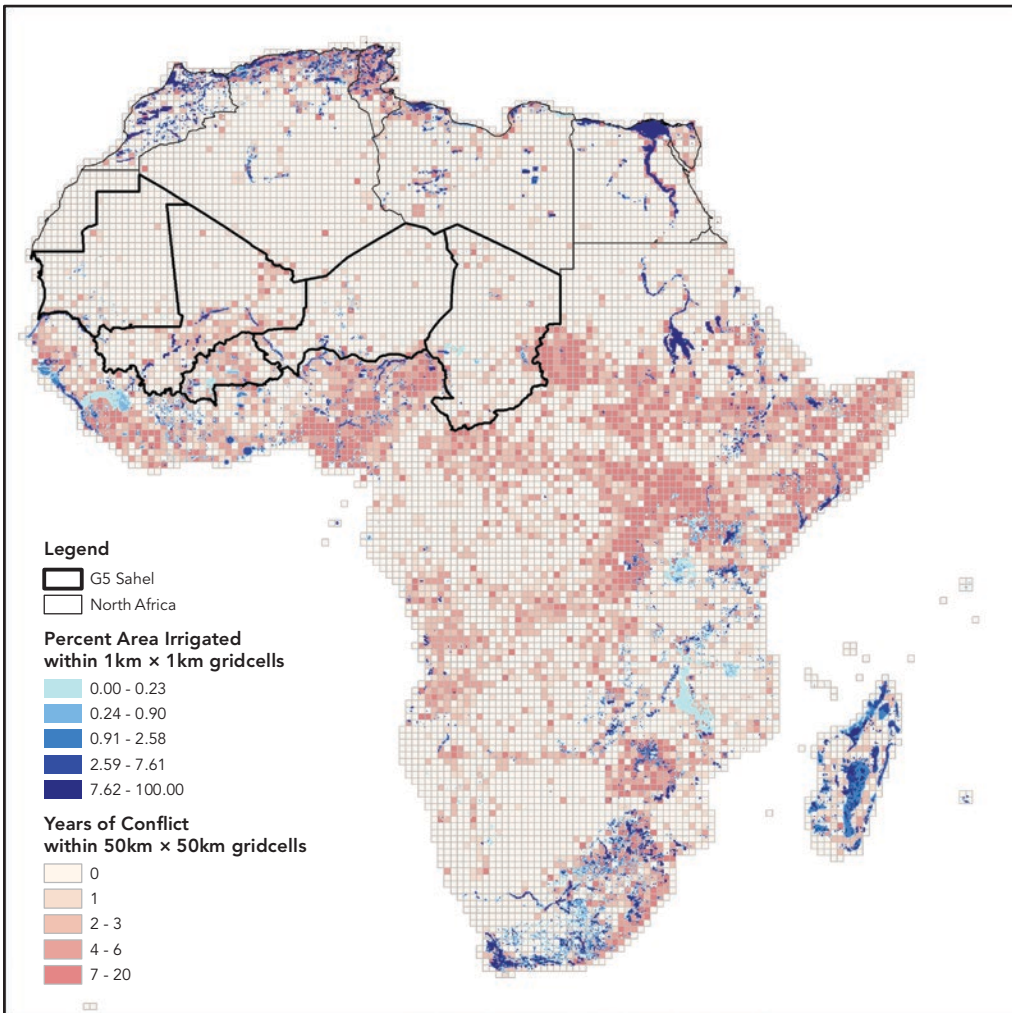 Legend
G5 Sahel
North Africa
Percent Area Irrigated
within 1km × 1km gridcells
0.00 - 0.23
0.24 - 0.90
0.91 - 2.58
2.59 - 7.61
7.62 - 100.00
Years of Conflict
within 50km × 50km gridcells
0
1
2 - 3
4 - 6
7 - 20